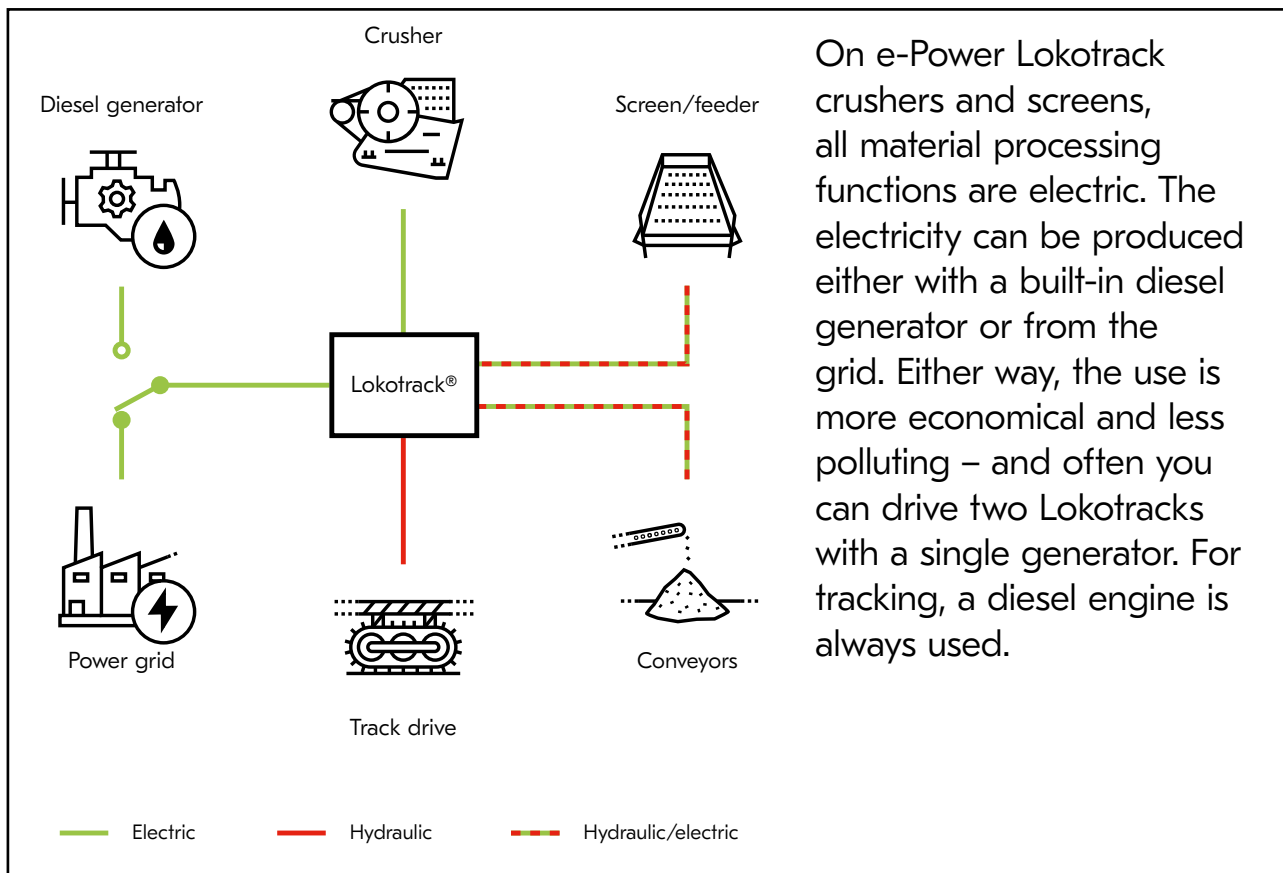 Crusher
Diesel generator
Screen/feeder
Lokotrack®
Power grid
Conveyors
Track drive
Electric
Hydraulic
Hydraulic/electric
On e-Power Lokotrack
crushers and screens,
all material processing
functions are electric. The
electricity can be produced
either with a built-in diesel
generator or from the
grid. Either way, the use is
more economical and less
polluting – and often you
can drive two Lokotracks
with a single generator. For
tracking, a diesel engine is
always used.